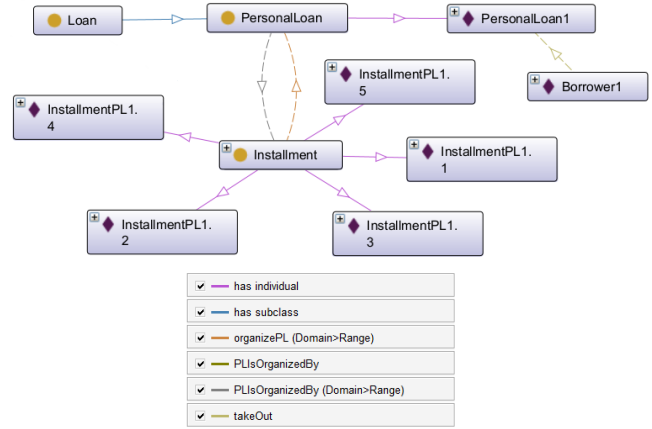 Loan
PersonalLoan
PersonalLoan1
Borrower1
InstallmentPL1.
5
InstallmentPL1.
4
Installment
InstallmentPL1.
1
InstallmentPL1.
2
InstallmentPL1.
3
has individual
has subclass
organizePL (Domain>Range)
PLIsOrganizedBy
PLIsOrganizedBy (Domain>Range)
takeOut